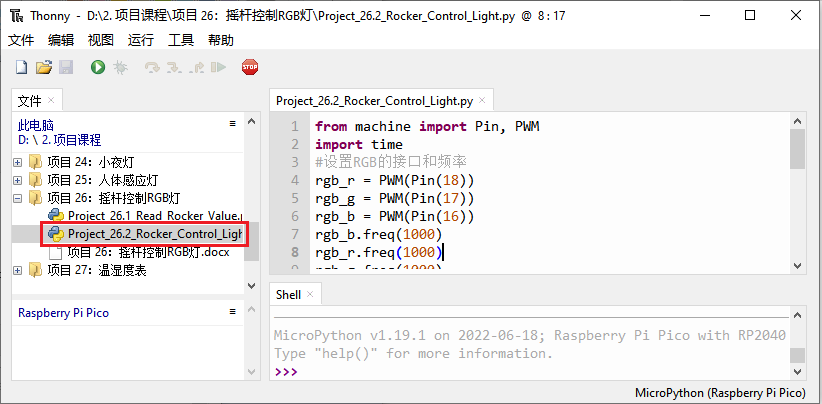 Thonny - D:\2. 项目课程\项目 26：摇杆控制RGB灯\Project_26.2_Rocker_Control_Light.py @ 8:17
文件 编辑 视图 运行 工具 帮助
STOP
文件
此电脑
D: \ 2. 项目课程
项目 24：小夜灯
项目 25：人体感应灯
项目 26：摇杆控制RGB灯
Project_26.1_Read_Rocker_Value.p
Project_26.2_Rocker_Control_Ligh
项目 26：摇杆控制RGB灯.docx
项目 27：温湿度表
Raspberry Pi Pico
Project_26.2_Rocker_Control_Light.py
1 from machine import Pin, PWM
2 import time
3 #设置RGB的接口和频率
4 rgb_r = PWM(Pin(18))
5 rgb_g = PWM(Pin(17))
6 rgb_b = PWM(Pin(16))
7 rgb_b.freq(1000)
8 rgb_r.freq(1000)
Shell
MicroPython v1.19.1 on 2022-06-18; Raspberry Pi Pico with RP2040
Type "help()" for more information.
>>>
MicroPython (Raspberry Pi Pico)